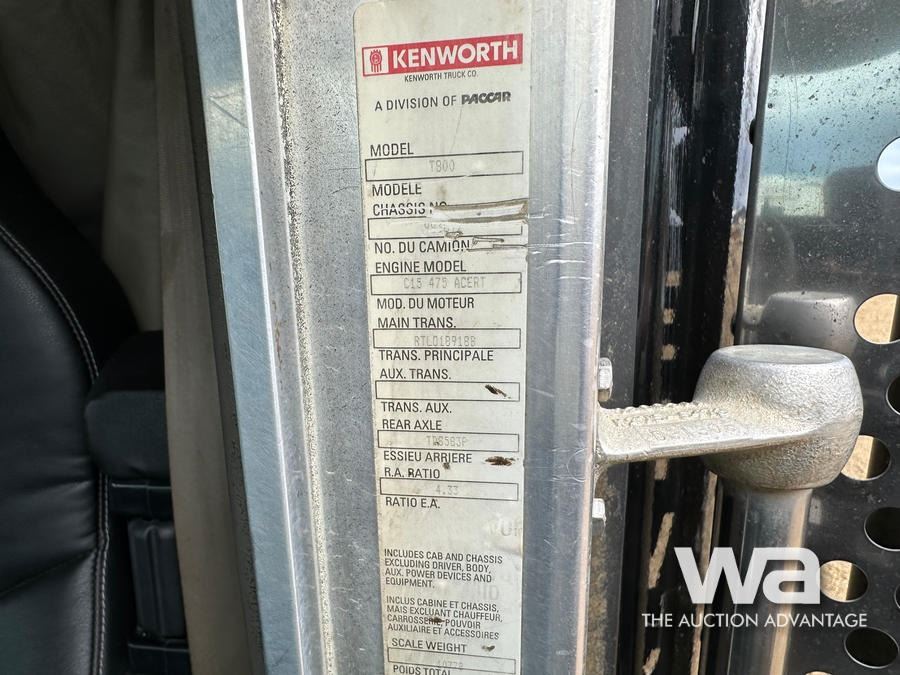 KENWORTH
KENWORTH TRUCK CO.
A DIVISION OF PACCAR
MODEL
T800
MODELE
CHASSIS NO.
NO. DU CAMION
ENGINE MODEL
C15 475 ACERT
MOD. DU MOTEUR
MAIN TRANS.
RTLO18918B
TRANS. PRINCIPALE
AUX. TRANS.
TRANS. AUX.
REAR AXLE
ESSIEU ARRIERE
R.A. RATIO
4.33
RATIO E.A.
INCLUDES CAB AND CHASSIS
EXCLUDING DRIVER, BODY,
AUX. POWER DEVICES AND
EQUIPMENT.
INCLUS CABINE ET CHASSIS,
MAIS EXCLUANT CHAUFFEUR,
CARROSSERIE, POUVOIR
AUXILIAIRE ET ACCESSOIRES
SCALE WEIGHT
POIDS TOTAL
wa
THE AUCTION ADVANTAGE